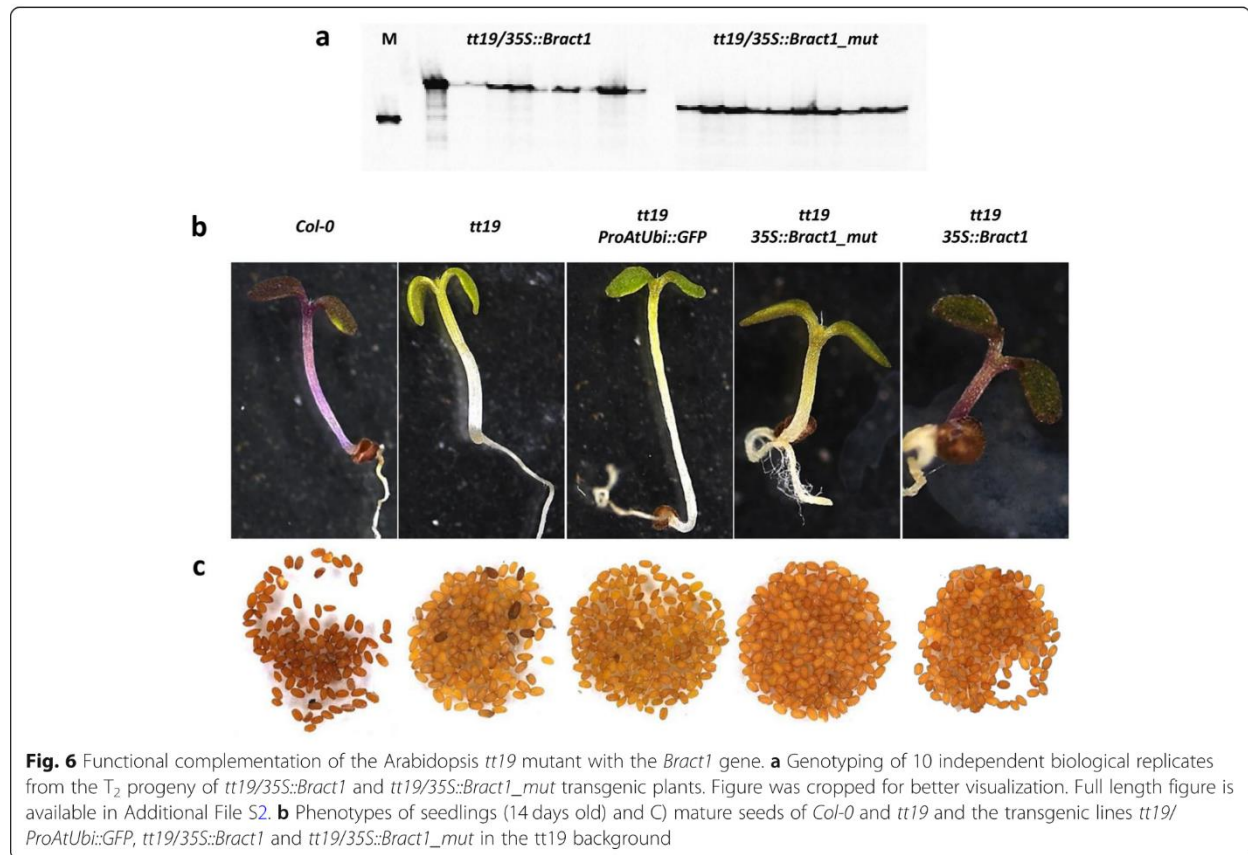 a
M tt19/35S::Bract1 tt19/35S::Bract1_mut
b Col-0 tt19 tt19 ProAtUbi::GFP tt19 35S::Bract1_mut tt19 35S::Bract1
c
Fig. 6 Functional complementation of the Arabidopsis tt19 mutant with the Bract1 gene. a Genotyping of 10 independent biological replicates
from the T₂ progeny of tt19/35S::Bract1 and tt19/35S::Bract1_mut transgenic plants. Figure was cropped for better visualization. Full length figure is
available in Additional File S2. b Phenotypes of seedlings (14 days old) and C) mature seeds of Col-0 and tt19 and the transgenic lines tt19/
ProAtUbi::GFP, tt19/35S::Bract1 and tt19/35S::Bract1_mut in the tt19 background